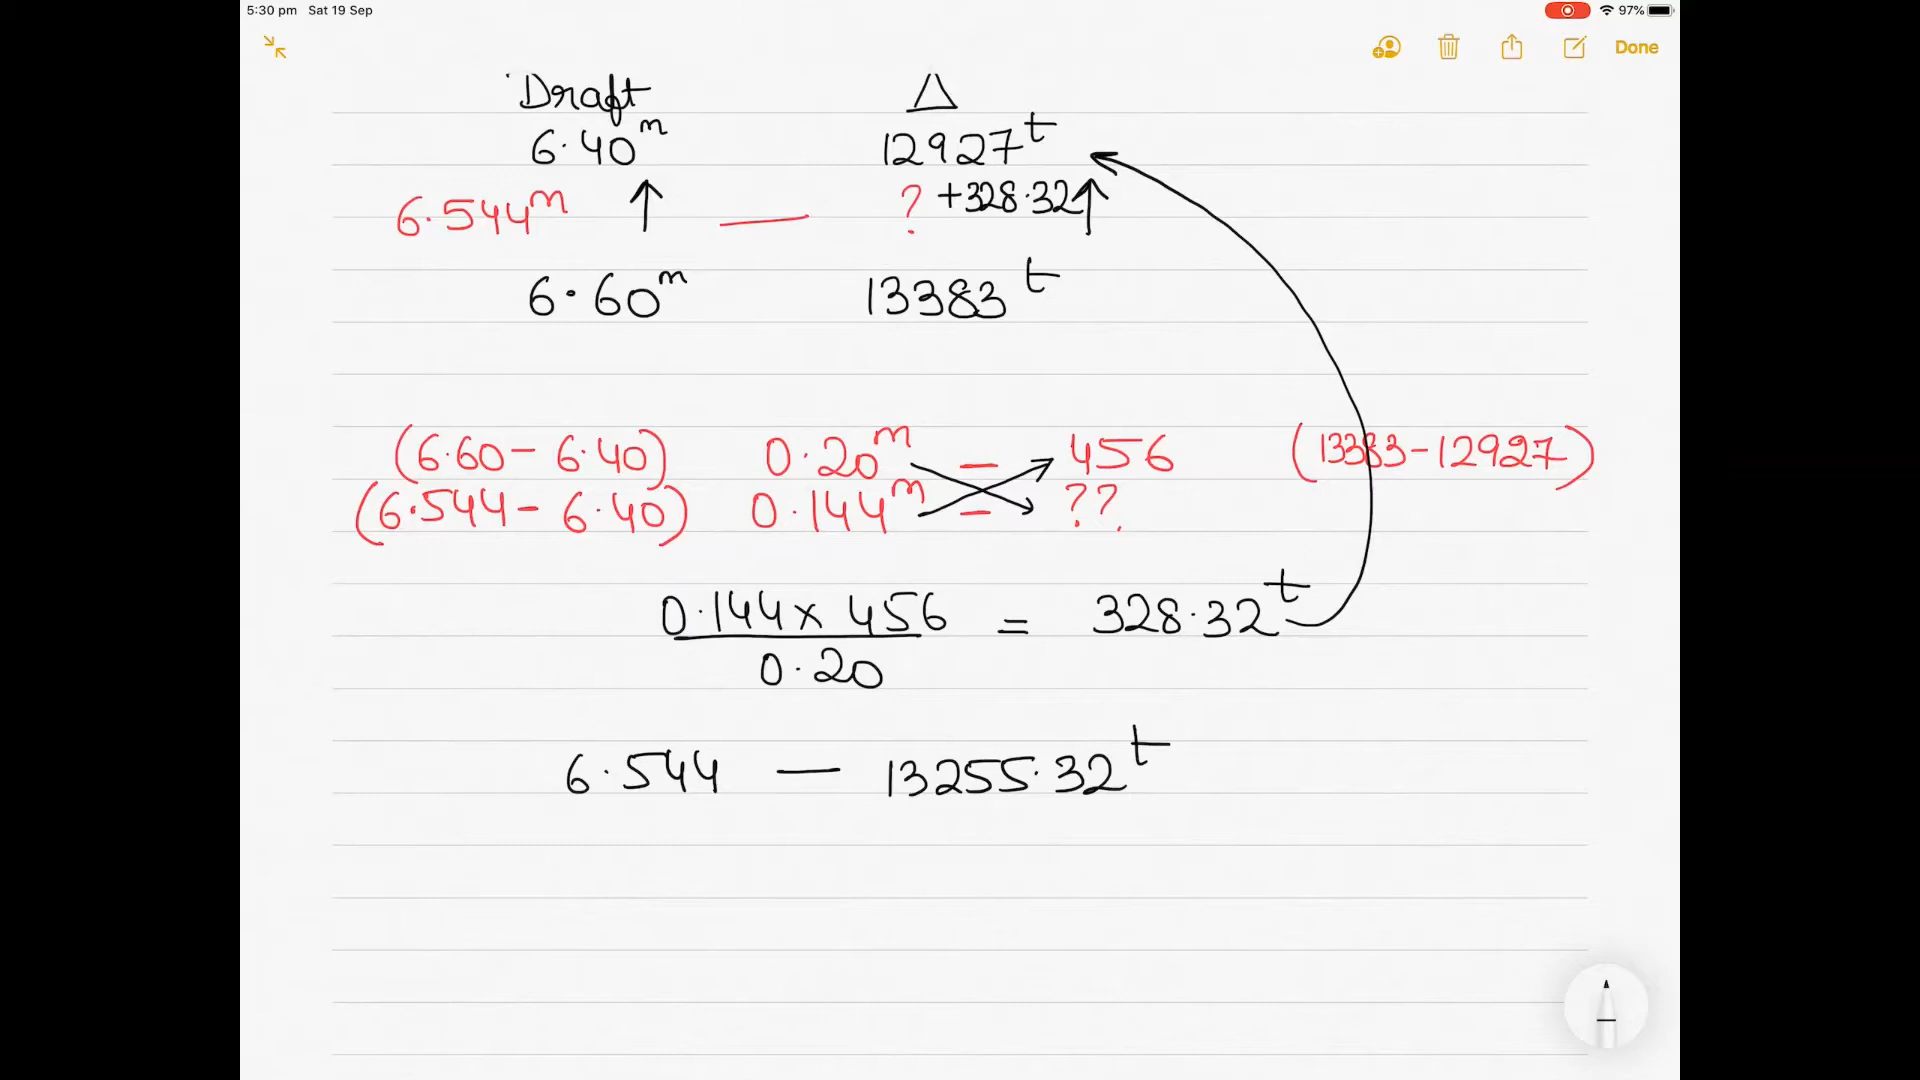 5:30 pm Sat 19 Sep 97%
Done
Draft Δ
6.40m 12927t
6.544m — ? +328.32
6.60m 13383t
(6.60 - 6.40) 0.20m - 456 (13383-12927)
(6.544 - 6.40) 0.144m - ??
0.144 x 456 = 328.32t
0.20
6.544 — 13255.32t